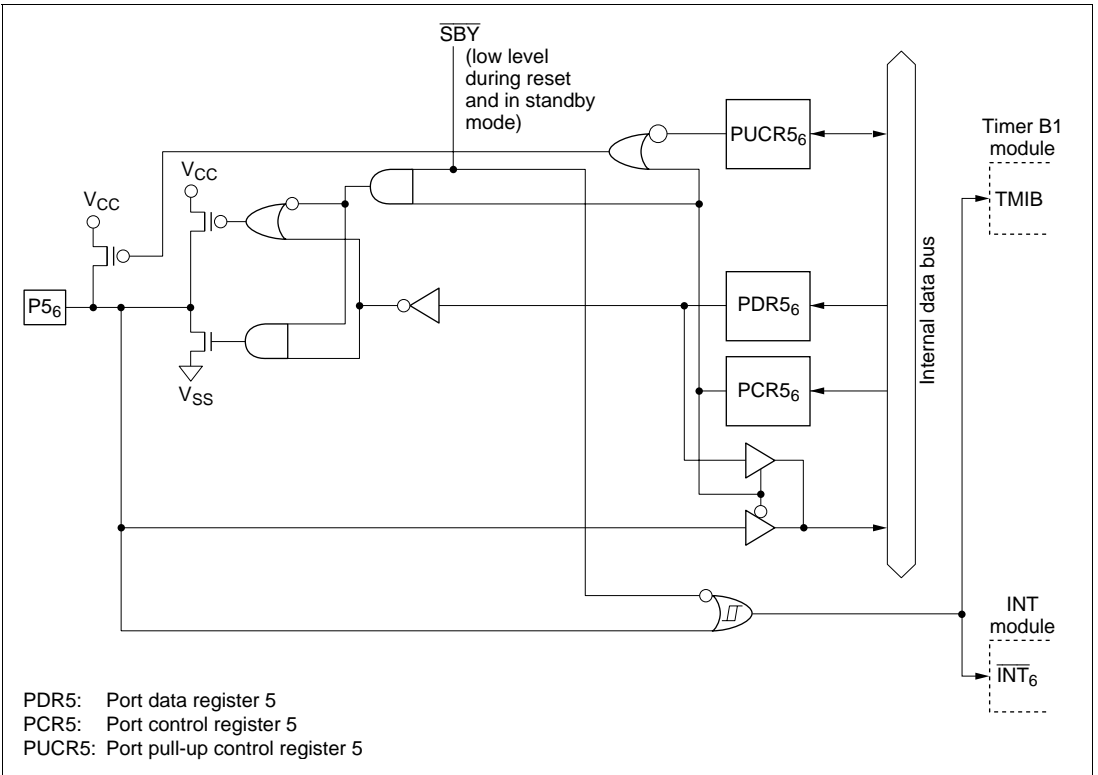 SBY
(low level
during reset
and in standby
mode)
PUCR5₆
Timer B1
module
TMIB
VCC
VCC
P5₆
VSS
PDR5₆
PCR5₆
Internal data bus
INT
module
INT₆
PDR5: Port data register 5
PCR5: Port control register 5
PUCR5: Port pull-up control register 5